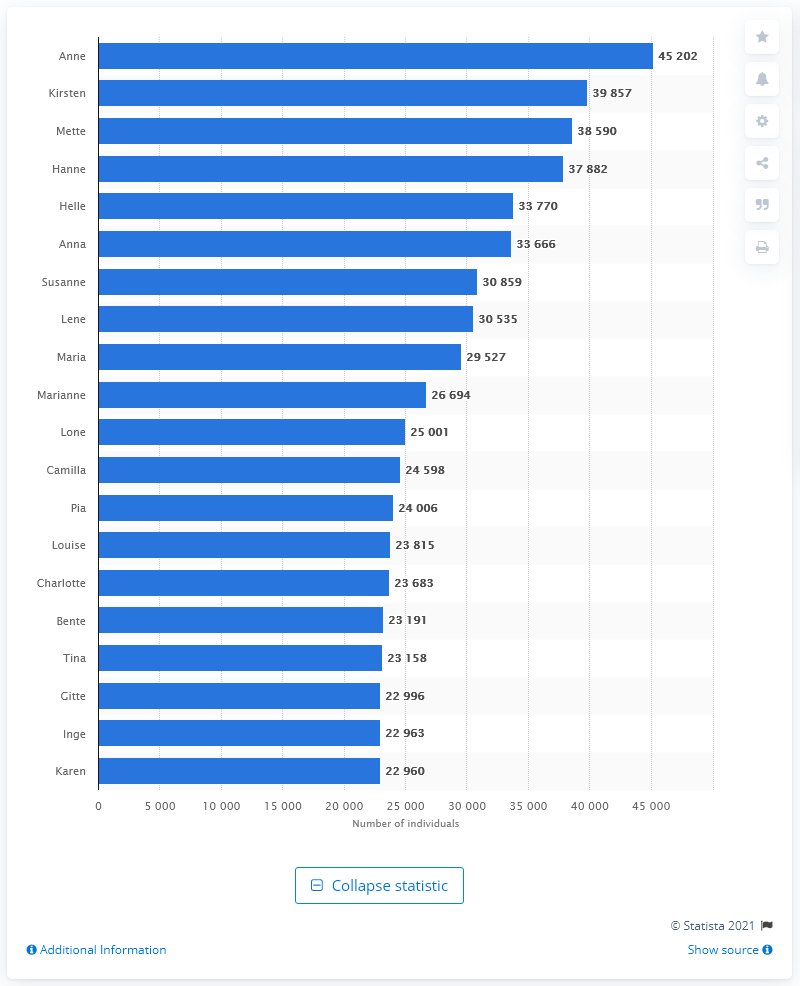 Anne 45 202
Kirsten 39 857
Mette 38 590
Hanne 37 882
Helle 33 770
Anna 33 666
Susanne 30 859
Lene 30 535
Maria 29 527
Marianne 26 694
Lone 25 001
Camilla 24 598
Pia 24 006
Louise 23 815
Charlotte 23 683
Bente 23 191
Tina 23 158
Gitte 22 996
Inge 22 963
Karen 22 960
0 5 000 10 000 15 000 20 000 25 000 30 000 35 000 40 000 45 000
Number of individuals
Collapse statistic
© Statista 2021
Additional Information Show source